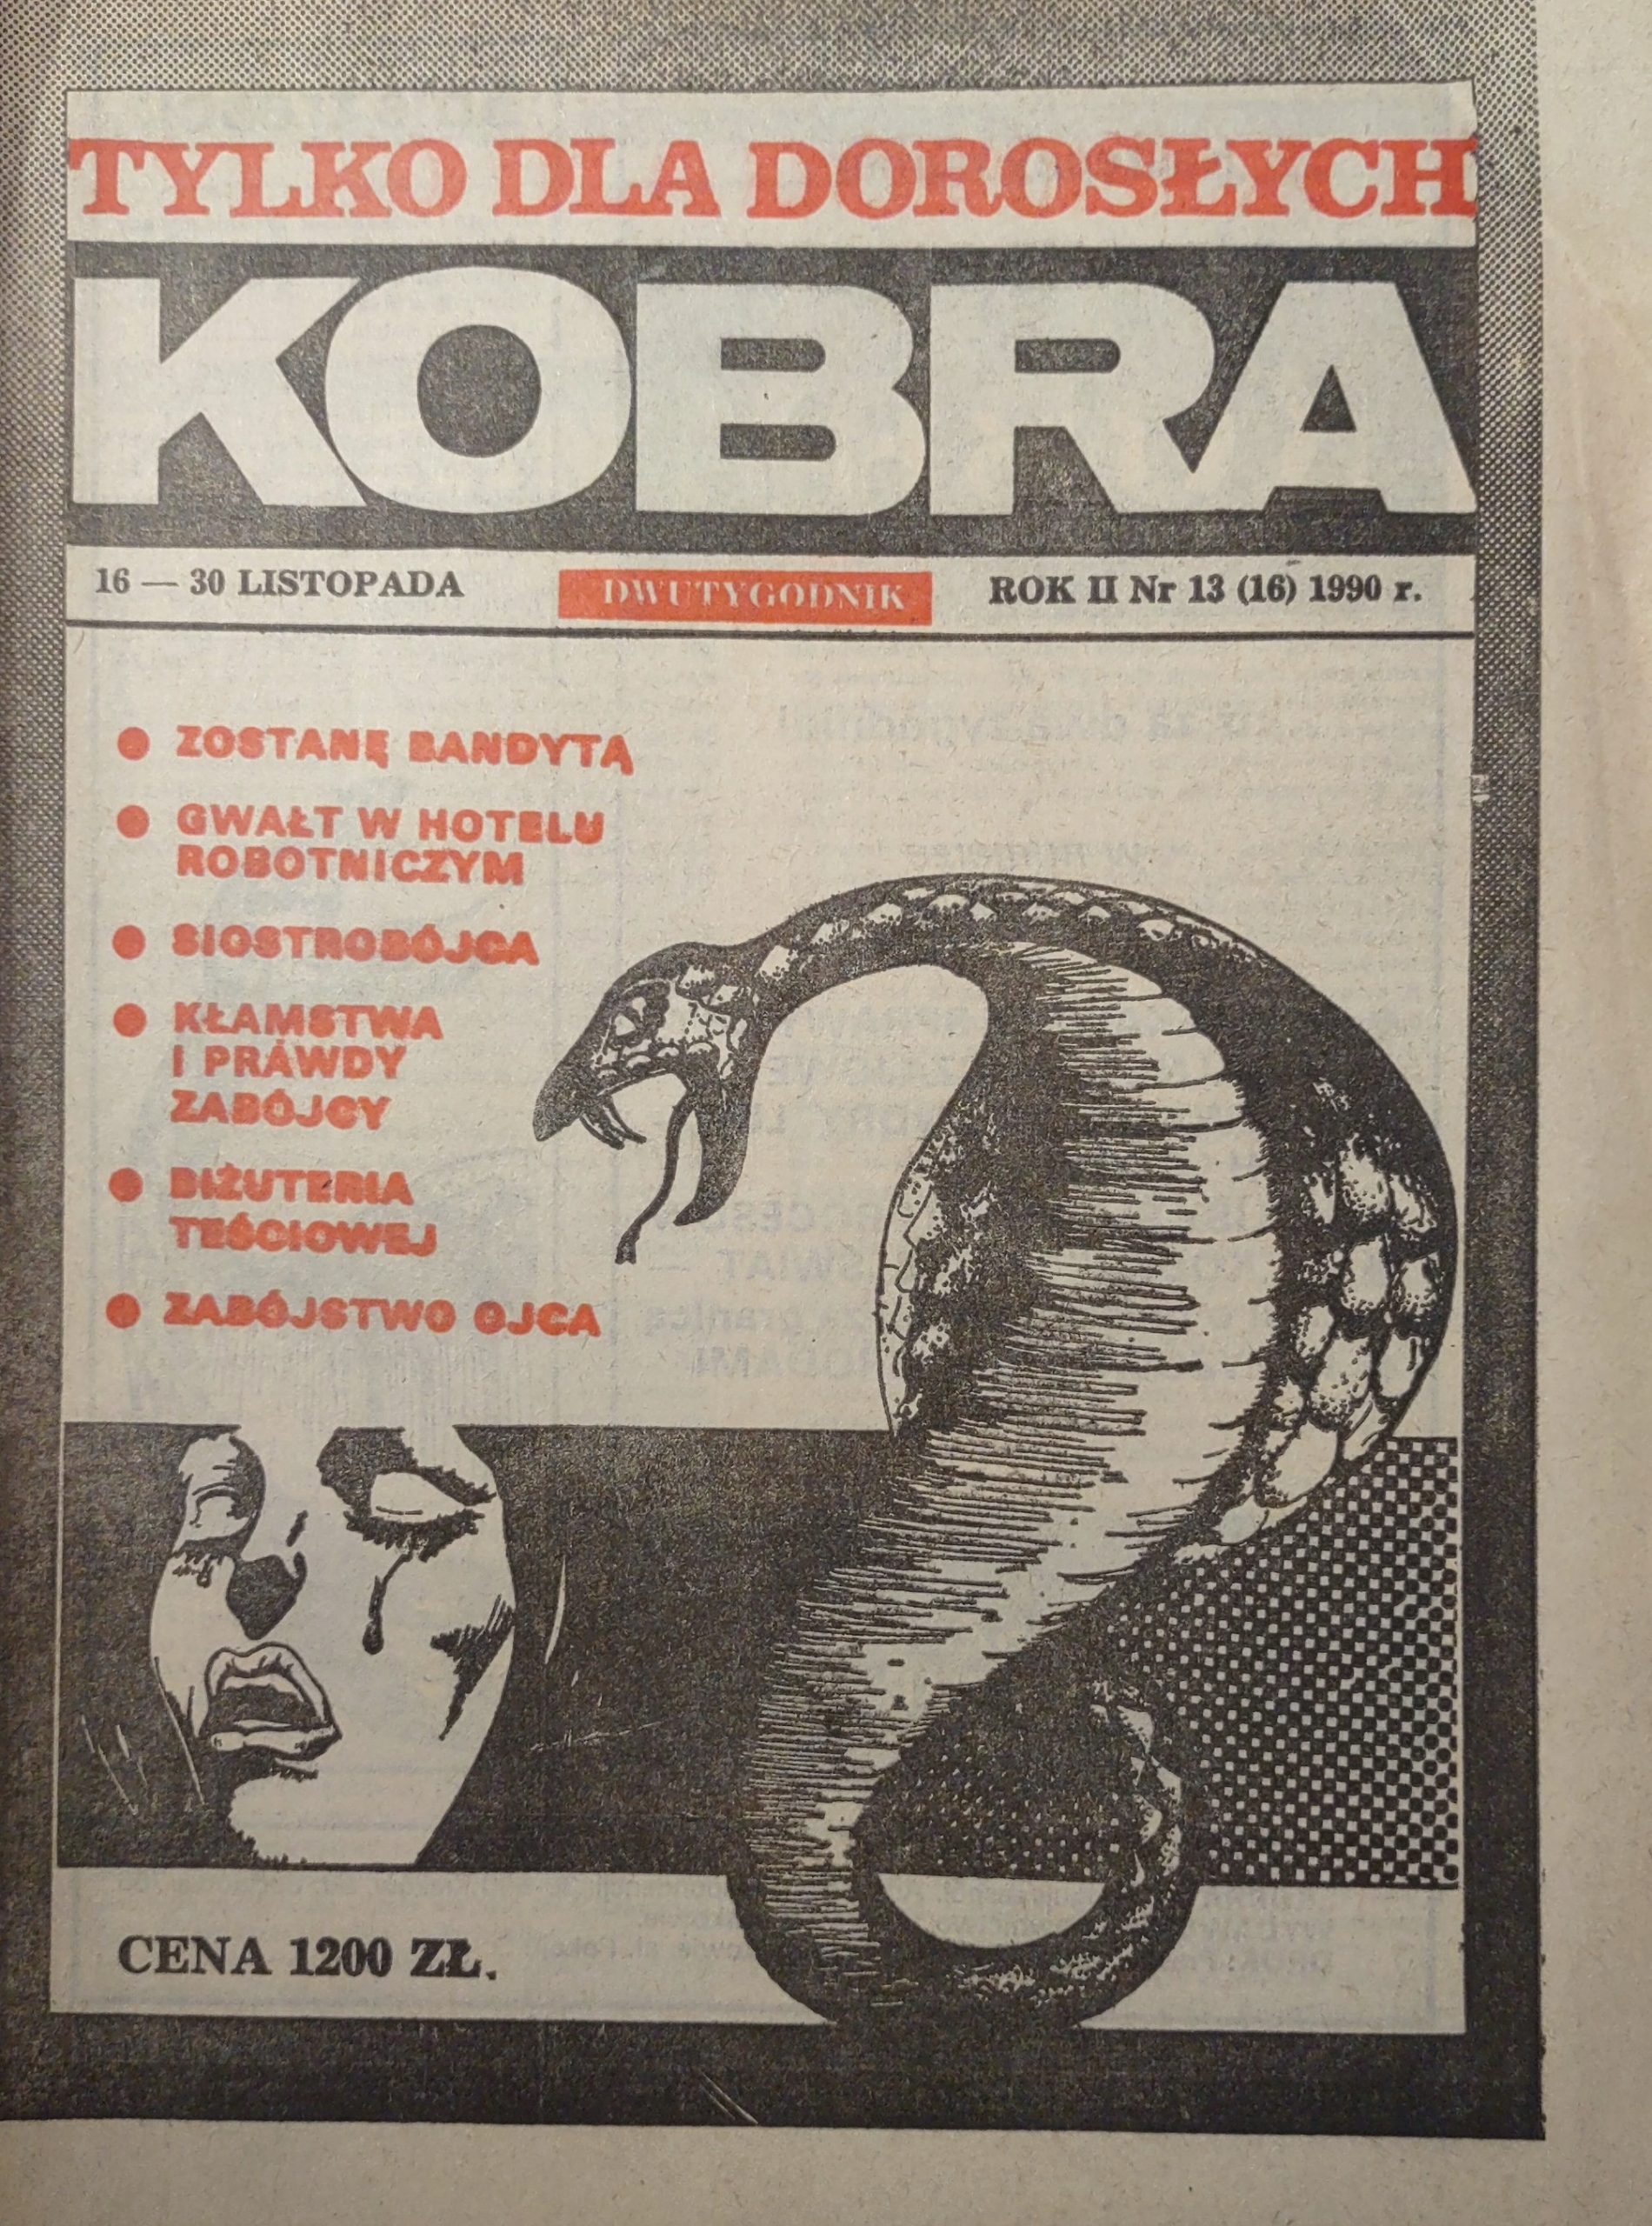 TYLKO DLA DOROSŁYCH
KOBRA
16 — 30 LISTOPADA
DWUTYGODNIK
ROK II Nr 13 (16) 1990 r.
● ZOSTANĘ BANDYTĄ
● GWAŁT W HOTELU
ROBOTNICZYM
● SIOSTROBÓJCA
● KŁAMSTWA
I PRAWDY
ZABÓJCY
● BIŻUTERIA
TEŚCIOWEJ
● ZABÓJSTWO OJCA
CENA 1200 ZŁ.